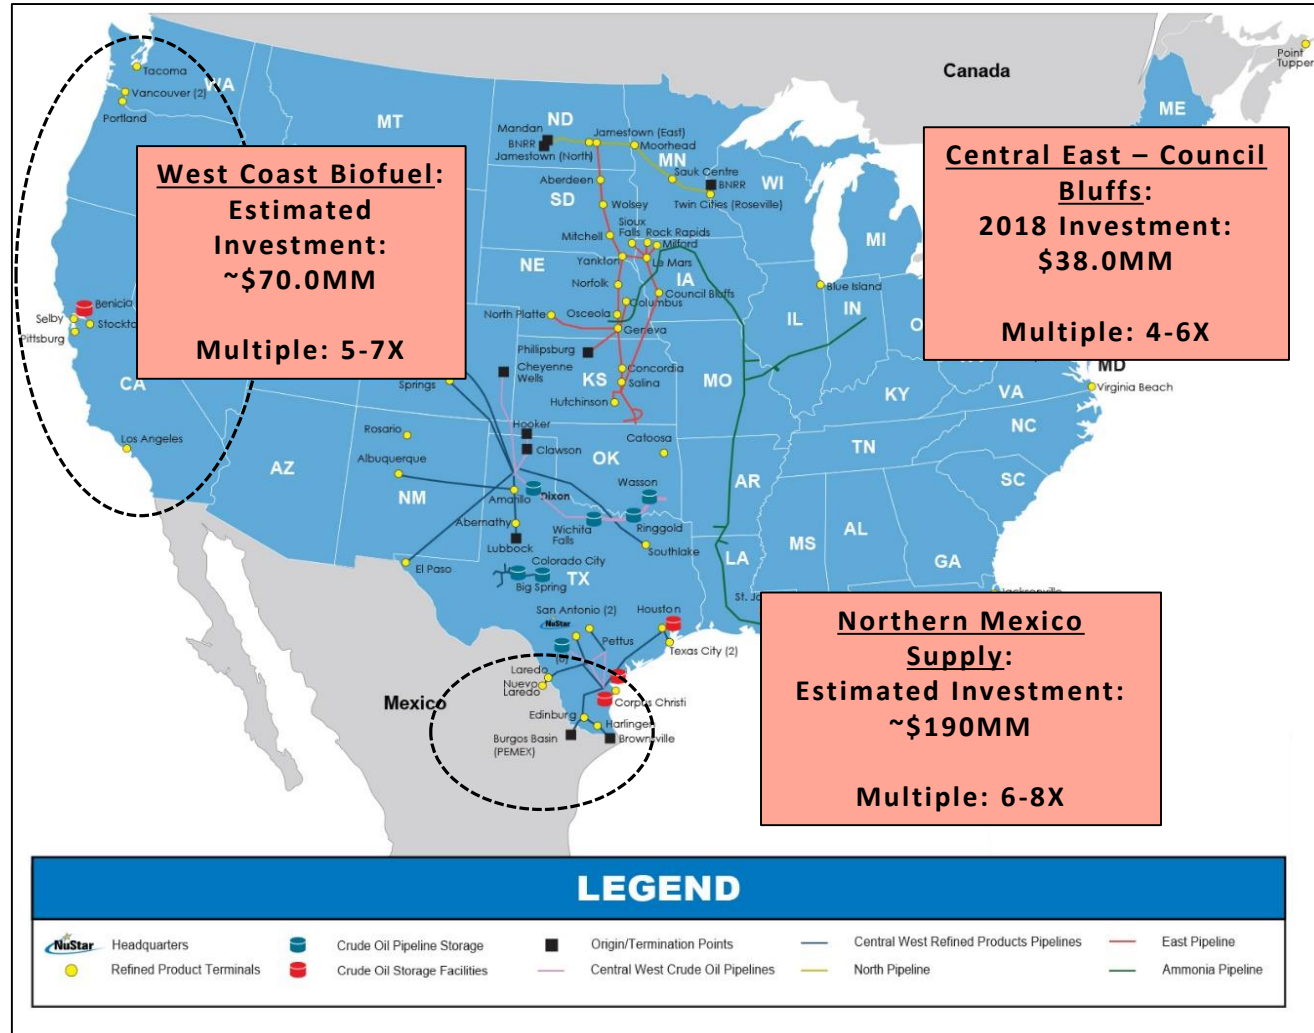 Canada
Point
Tupper
Tacoma
WA
Vancouver (2)
Portland
MT
ND
Mandan
BNRR
Jamestown (North)
Jamestown (East)
Moorhead
MN
Sauk Centre
BNRR
Twin Cities (Roseville)
WI
ME
MI
West Coast Biofuel:
Estimated
Investment:
~$70.0MM
Multiple: 5-7X
Central East – Council
Bluffs:
2018 Investment:
$38.0MM
Multiple: 4-6X
Aberdeen
SD
Wolsey
Sioux
Falls
Rock Rapids
Milford
Mitchell
Yankton
Le Mars
NE
IA
Norfolk
Council Bluffs
Columbus
North Platte
Osceola
Geneva
Phillipsburg
Cheyenne
Wells
Concordia
KS
Salina
Hutchinson
MO
Blue Island
IL
IN
KY
MD
VA
Virginia Beach
NC
TN
SC
Benicia
Selby
Stockto
Pittsburg
CA
Los Angeles
Springs
Rosario
Albuquerque
AZ
NM
Hooker
Clawson
OK
Catoosa
Wasson
Amarillo
Dixon
Abernathy
Lubbock
Wichita
Falls
Ringgold
Southlake
AR
MS
AL
GA
LA
El Paso
Colorado City
Big Spring
TX
St. Ja
Jacksonville
San Antonio (2)
Houston
NuStar
Pettus
Texas City (2)
Laredo
Nuevo
Laredo
Corpus Christi
Mexico
Edinburg
Harlingen
Burgos Basin
(PEMEX)
Brownsville
Northern Mexico
Supply:
Estimated Investment:
~$190MM
Multiple: 6-8X
LEGEND
NuStar Headquarters
Crude Oil Pipeline Storage
Origin/Termination Points
Central West Refined Products Pipelines
East Pipeline
Refined Product Terminals
Crude Oil Storage Facilities
Central West Crude Oil Pipelines
North Pipeline
Ammonia Pipeline